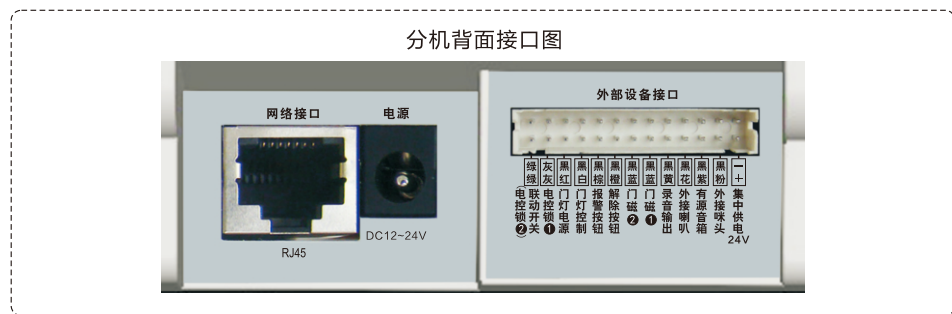 分机背面接口图
网络接口
电源
RJ45
DC12~24V
外部设备接口
绿 灰 黑 黑 黑 黑 黑 黑 黑 黑 黑 黑 一
绿 灰 红 白 棕 橙 蓝 蓝 黄 花 紫 粉 +
联动开关
(电控锁❷)
电控锁❶
门灯电源
门灯控制
报警按钮
解除按钮
门磁❷
门磁❶
录音输出
外接喇叭
有源音箱
外接咪头
集中供电
24V